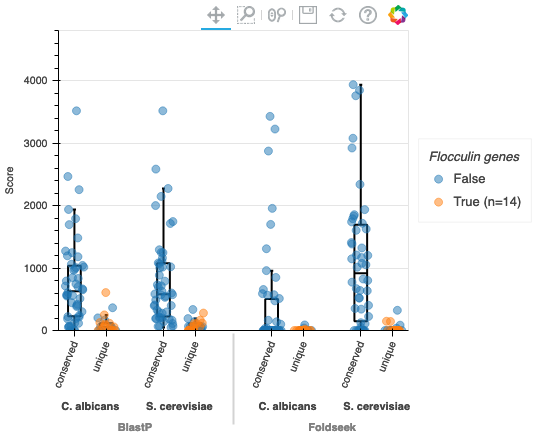 4000
3000
2000
1000
0
Score
conserved
unique
conserved
unique
conserved
unique
conserved
unique
C. albicans
S. cerevisiae
C. albicans
S. cerevisiae
BlastP
Foldseek
Flocculin genes
False
True (n=14)